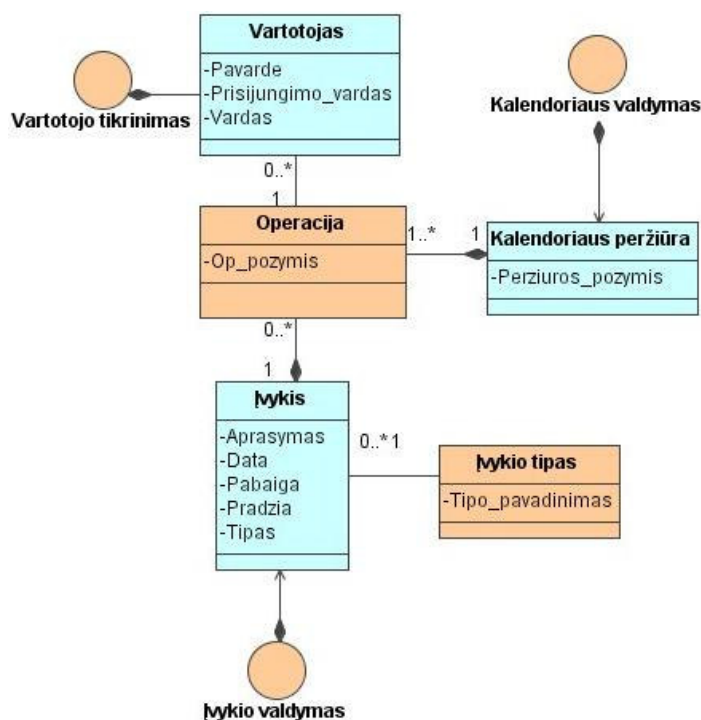 Vartotojas
-Pavarde
-Prisijungimo_vardas
-Vardas
Vartotojo tikrinimas
Kalendoriaus valdymas
0..*
1
Operacija
-Op_pozymis
1..*
1
Kalendoriaus peržiūra
-Perziuros_pozymis
0..*
1
Įvykis
-Aprasymas
-Data
-Pabaiga
-Pradzia
-Tipas
0..*
1
Įvykio tipas
-Tipo_pavadinimas
Įvykio valdymas